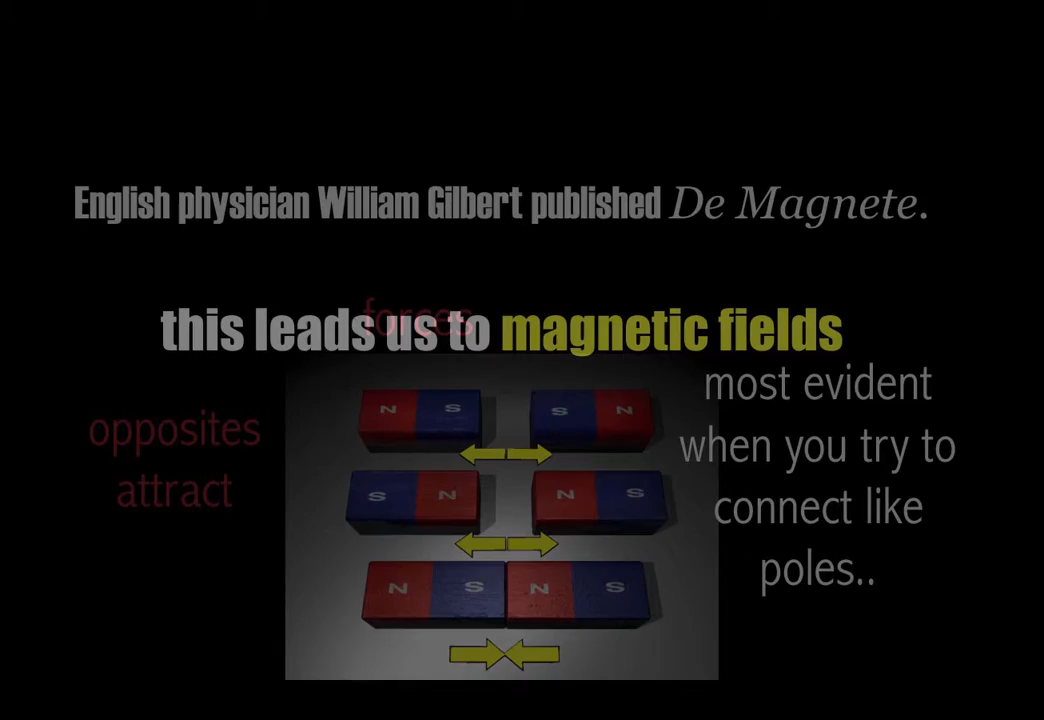 English physician William Gilbert published De Magnete.
forces
this leads us to magnetic fields
most evident
when you try to
connect like
poles..
opposites
attract
N S S N
S N N S
N S N S